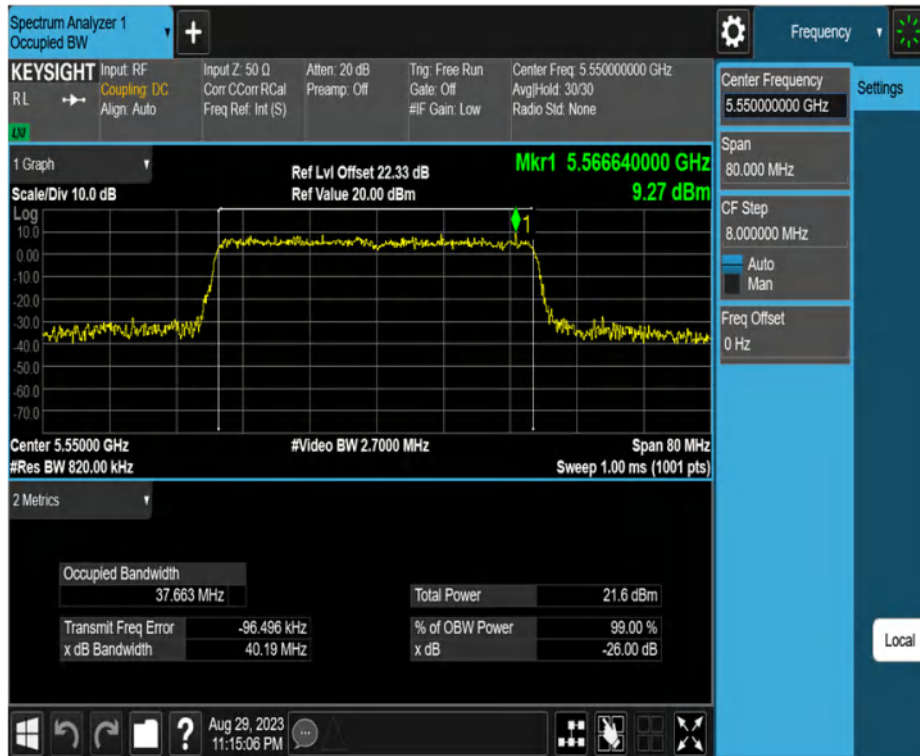 Spectrum Analyzer 1
Occupied BW
+
Frequency
KEYSIGHT
RL
LXI
Input: RF
Coupling: DC
Align: Auto
Input Z: 50 Ω
Corr CCorr RCal
Freq Ref: Int (S)
Atten: 20 dB
Preamp: Off
Trig: Free Run
Gate: Off
#IF Gain: Low
Center Freq: 5.550000000 GHz
Avg|Hold: 30/30
Radio Std: None
Center Frequency
5.550000000 GHz
Settings
Span
80.000 MHz
CF Step
8.000000 MHz
Auto
Man
Freq Offset
0 Hz
Local
1 Graph
Scale/Div 10.0 dB
Ref Lvl Offset 22.33 dB
Ref Value 20.00 dBm
Mkr1 5.566640000 GHz
9.27 dBm
Log
1
10.0
0.00
-10.0
-20.0
-30.0
-40.0
-50.0
-60.0
-70.0
Center 5.55000 GHz
#Video BW 2.7000 MHz
Span 80 MHz
#Res BW 820.00 kHz
Sweep 1.00 ms (1001 pts)
2 Metrics
Occupied Bandwidth
37.663 MHz
Total Power 21.6 dBm
Transmit Freq Error -96.496 kHz
% of OBW Power 99.00 %
x dB Bandwidth 40.19 MHz
x dB -26.00 dB
?
Aug 29, 2023
11:15:06 PM